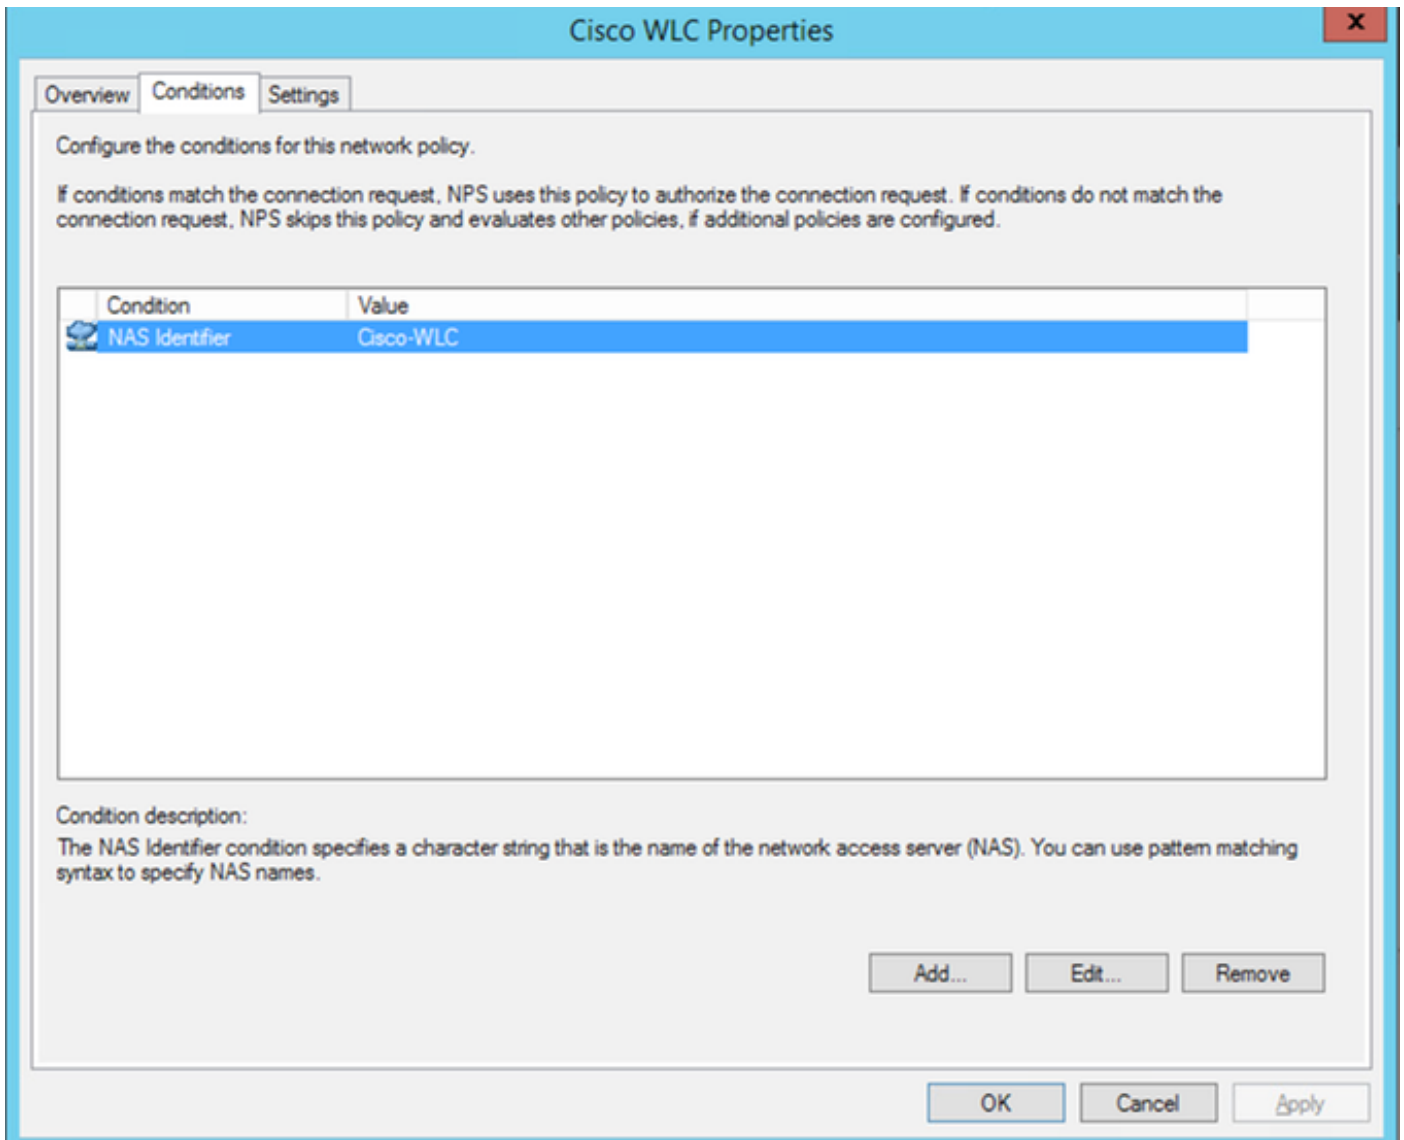 Cisco WLC Properties
x
Overview Conditions Settings
Configure the conditions for this network policy.
If conditions match the connection request, NPS uses this policy to authorize the connection request. If conditions do not match the
connection request, NPS skips this policy and evaluates other policies, if additional policies are configured.
Condition Value
NAS Identifier Cisco-WLC
Condition description:
The NAS Identifier condition specifies a character string that is the name of the network access server (NAS). You can use pattern matching
syntax to specify NAS names.
Add... Edit... Remove
OK Cancel Apply